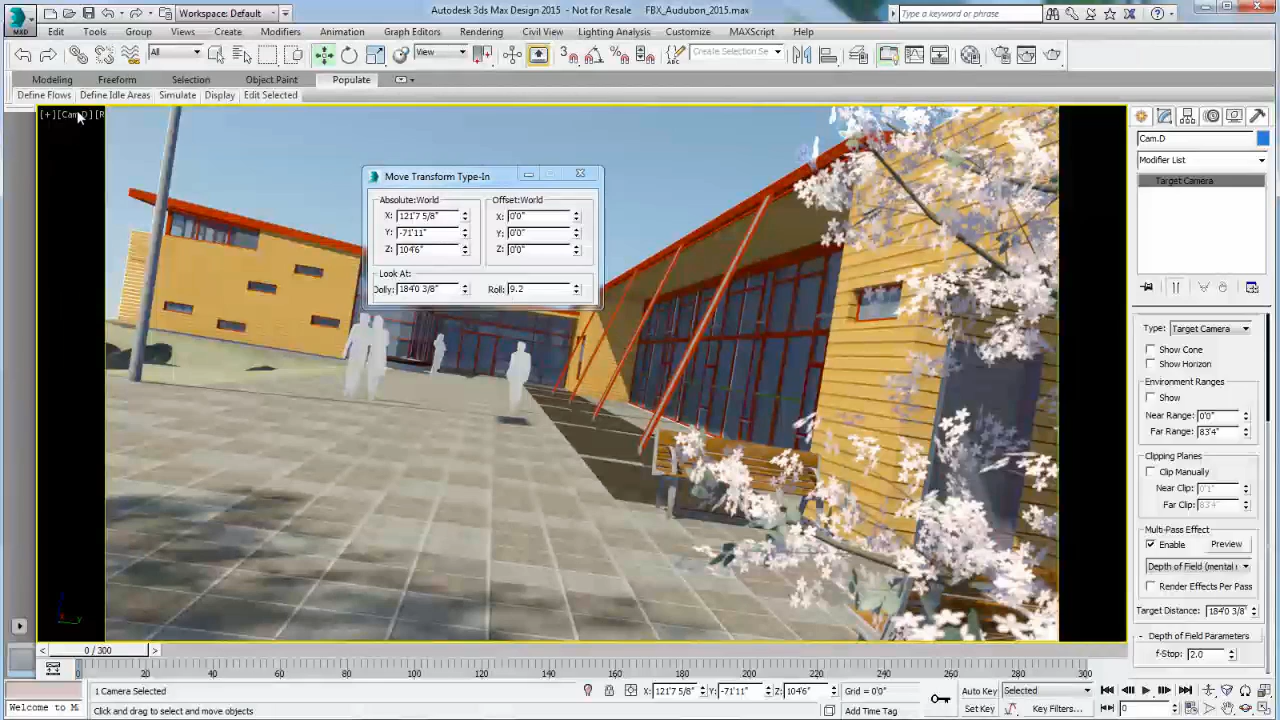 Workspace: Default
Autodesk 3ds Max Design 2015 - Not for Resale FBX_Audubon_2015.max
Type a keyword or phrase
MXD
Edit Tools Group Views Create Modifiers Animation Graph Editors Rendering Civil View Lighting Analysis Customize MAXScript Help
All
View
Create Selection Se
Modeling Freeform Selection Object Paint Populate
Define Flows Define Idle Areas Simulate Display Edit Selected
[+][Cam.D][R
Move Transform Type-In
Absolute:World
X: 121'7 5/8"
Y: -71'11"
Z: 104'6"
Offset:World
X: 0'0"
Y: 0'0"
Z: 0'0"
Look At:
Dolly: 184'0 3/8" Roll: 9.2
Cam.D
Modifier List
Target Camera
Type: Target Camera
Show Cone
Show Horizon
Environment Ranges
Show
Near Range: 0'0"
Far Range: 83'4"
Clipping Planes
Clip Manually
Near Clip: 0'1"
Far Clip: 83'4"
Multi-Pass Effect
Enable Preview
Depth of Field (mental r
Render Effects Per Pass
Target Distance: 184'0 3/8"
- Depth of Field Parameters
f-Stop: 2.0
< 0 / 300 >
0 20 40 60 80 100 120 140 160 180 200 220 240 260 280 300
1 Camera Selected
X: 121'7 5/8" Y: -71'11" Z: 104'6" Grid = 0'0"
Auto Key Selected
Welcome to M
Click and drag to select and move objects
Add Time Tag
Set Key Key Filters...
0